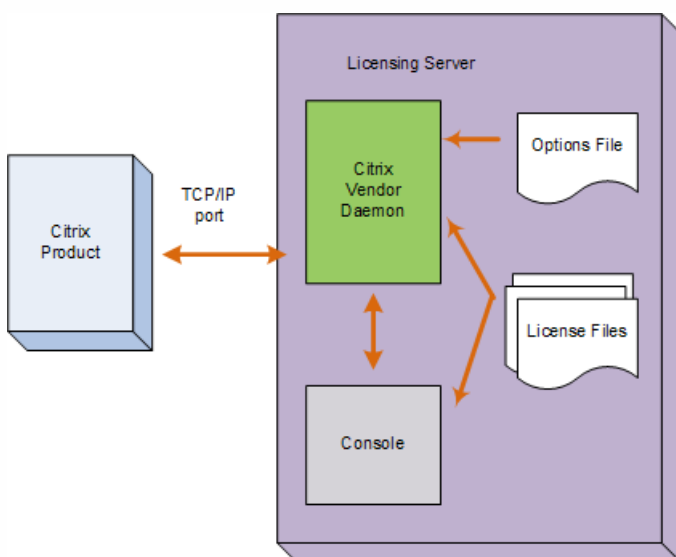 Licensing Server
Citrix
Vendor
Daemon
Options File
TCP/IP
port
Citrix
Product
License Files
Console